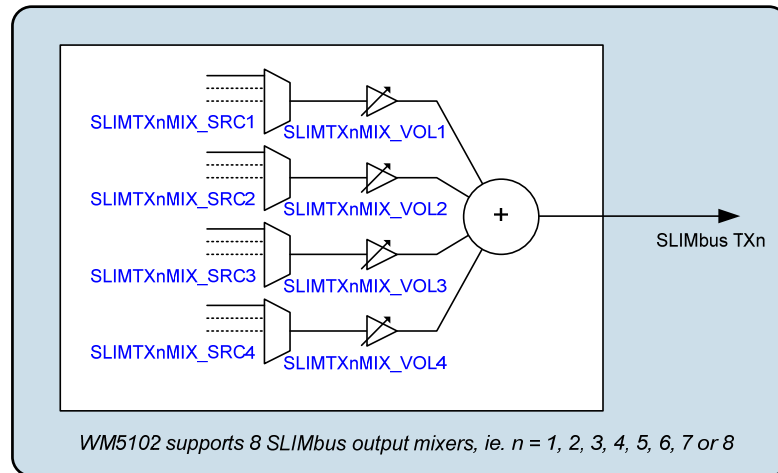 SLIMTXnMIX_SRC1
SLIMTXnMIX_VOL1
SLIMTXnMIX_SRC2
SLIMTXnMIX_VOL2
+
SLIMbus TXn
SLIMTXnMIX_SRC3
SLIMTXnMIX_VOL3
SLIMTXnMIX_SRC4
SLIMTXnMIX_VOL4
WM5102 supports 8 SLIMbus output mixers, ie. n = 1, 2, 3, 4, 5, 6, 7 or 8